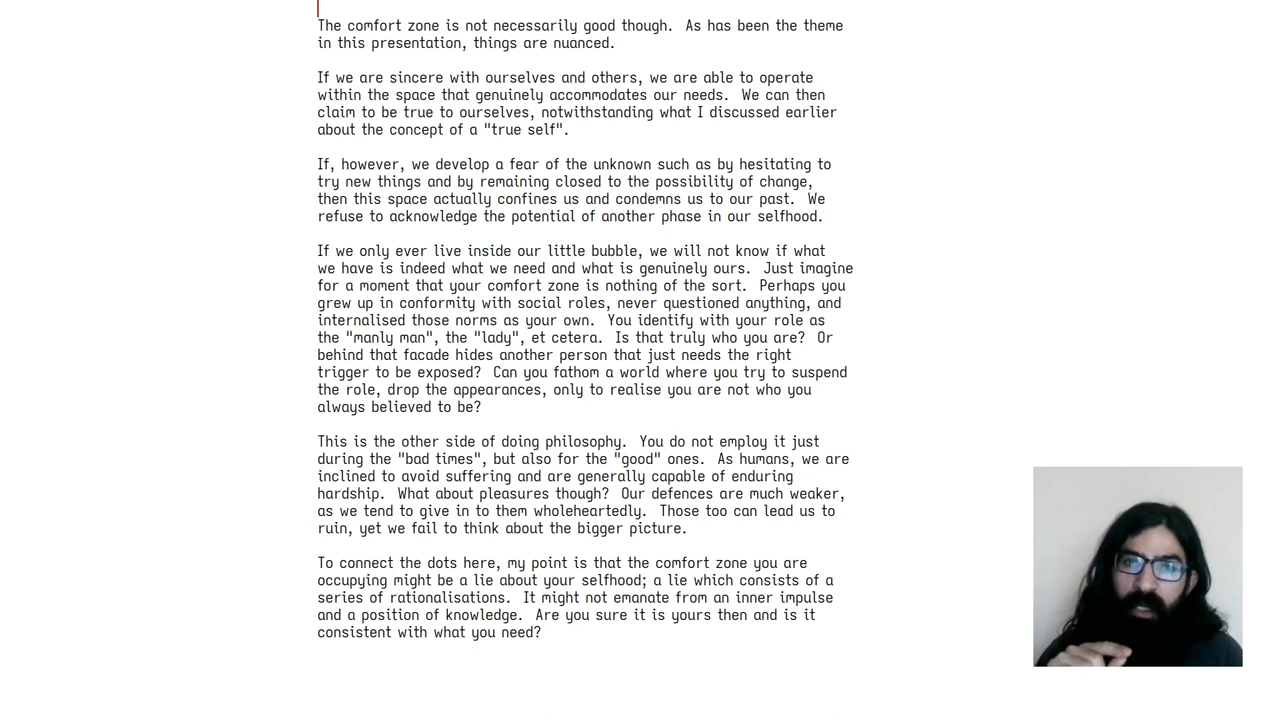 The comfort zone is not necessarily good though.  As has been the theme
in this presentation, things are nuanced.
If we are sincere with ourselves and others, we are able to operate
within the space that genuinely accommodates our needs.  We can then
claim to be true to ourselves, notwithstanding what I discussed earlier
about the concept of a "true self".
If, however, we develop a fear of the unknown such as by hesitating to
try new things and by remaining closed to the possibility of change,
then this space actually confines us and condemns us to our past.  We
refuse to acknowledge the potential of another phase in our selfhood.
If we only ever live inside our little bubble, we will not know if what
we have is indeed what we need and what is genuinely ours.  Just imagine
for a moment that your comfort zone is nothing of the sort.  Perhaps you
grew up in conformity with social roles, never questioned anything, and
internalised those norms as your own.  You identify with your role as
the "manly man", the "lady", et cetera.  Is that truly who you are?  Or
behind that facade hides another person that just needs the right
trigger to be exposed?  Can you fathom a world where you try to suspend
the role, drop the appearances, only to realise you are not who you
always believed to be?
This is the other side of doing philosophy.  You do not employ it just
during the "bad times", but also for the "good" ones.  As humans, we are
inclined to avoid suffering and are generally capable of enduring
hardship.  What about pleasures though?  Our defences are much weaker,
as we tend to give in to them wholeheartedly.  Those too can lead us to
ruin, yet we fail to think about the bigger picture.
To connect the dots here, my point is that the comfort zone you are
occupying might be a lie about your selfhood; a lie which consists of a
series of rationalisations.  It might not emanate from an inner impulse
and a position of knowledge.  Are you sure it is yours then and is it
consistent with what you need?